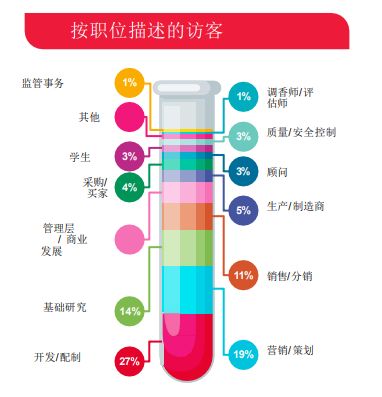 按职位描述的访客
监管事务
1%
其他
学生
3%
采购/
买家
4%
管理层
/ 商业
发展
基础研究
14%
开发/配制
27%
1%
调香师/评
估师
3%
质量/安全控制
3%
顾问
5%
生产/制造商
11%
销售/分销
19%
营销/策划